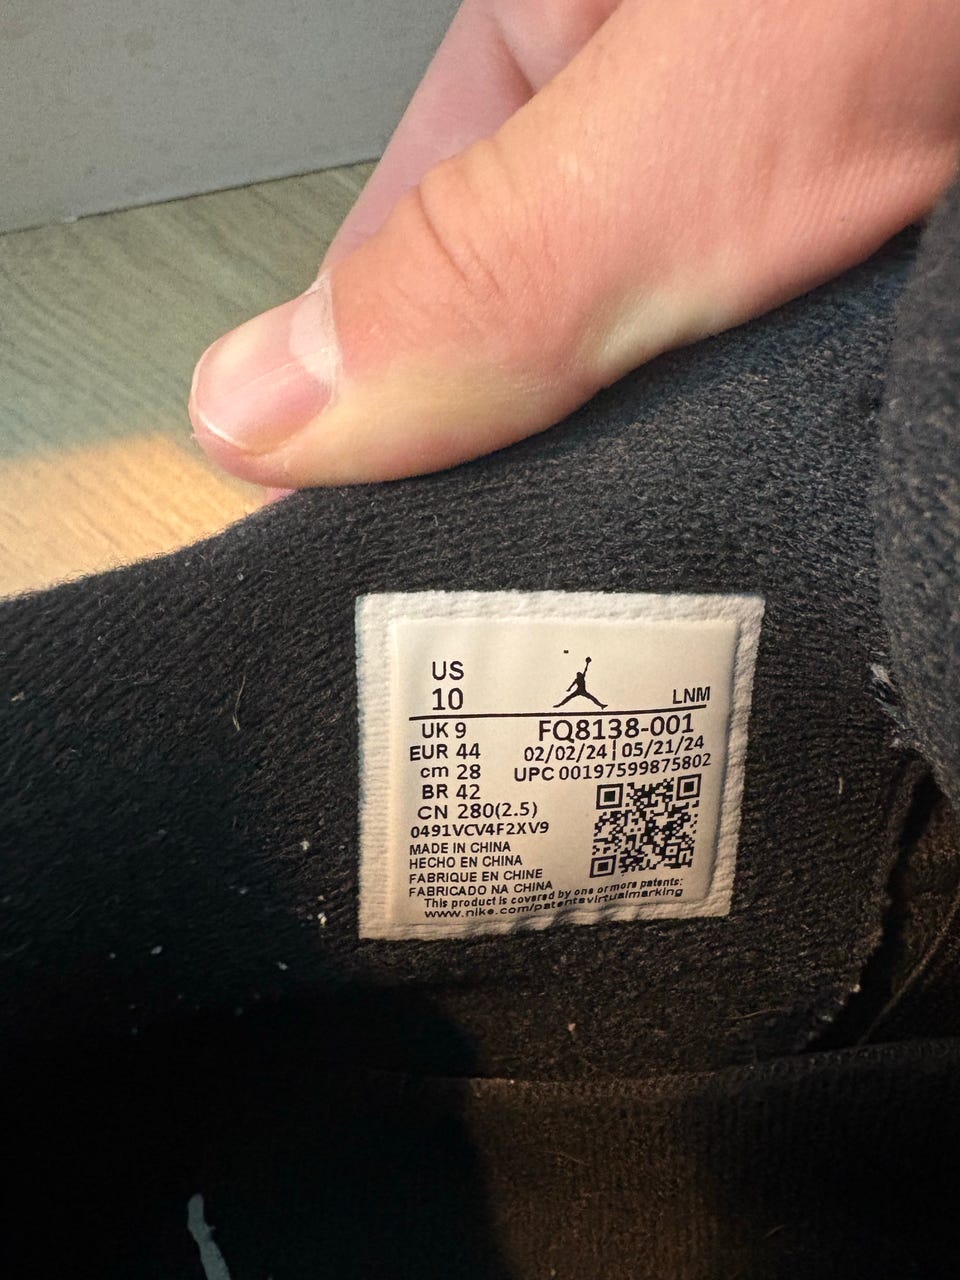 US
10
LNM
UK 9
FQ8138-001
EUR 44
02/02/24 | 05/21/24
cm 28
UPC 00197599875802
BR 42
CN 280(2.5)
0491VCV4F2XV9
MADE IN CHINA
HECHO EN CHINA
FABRIQUE EN CHINE
FABRICADO NA CHINA
This product is covered by one or more patents:
www.nike.com/patentsvirtualmarking